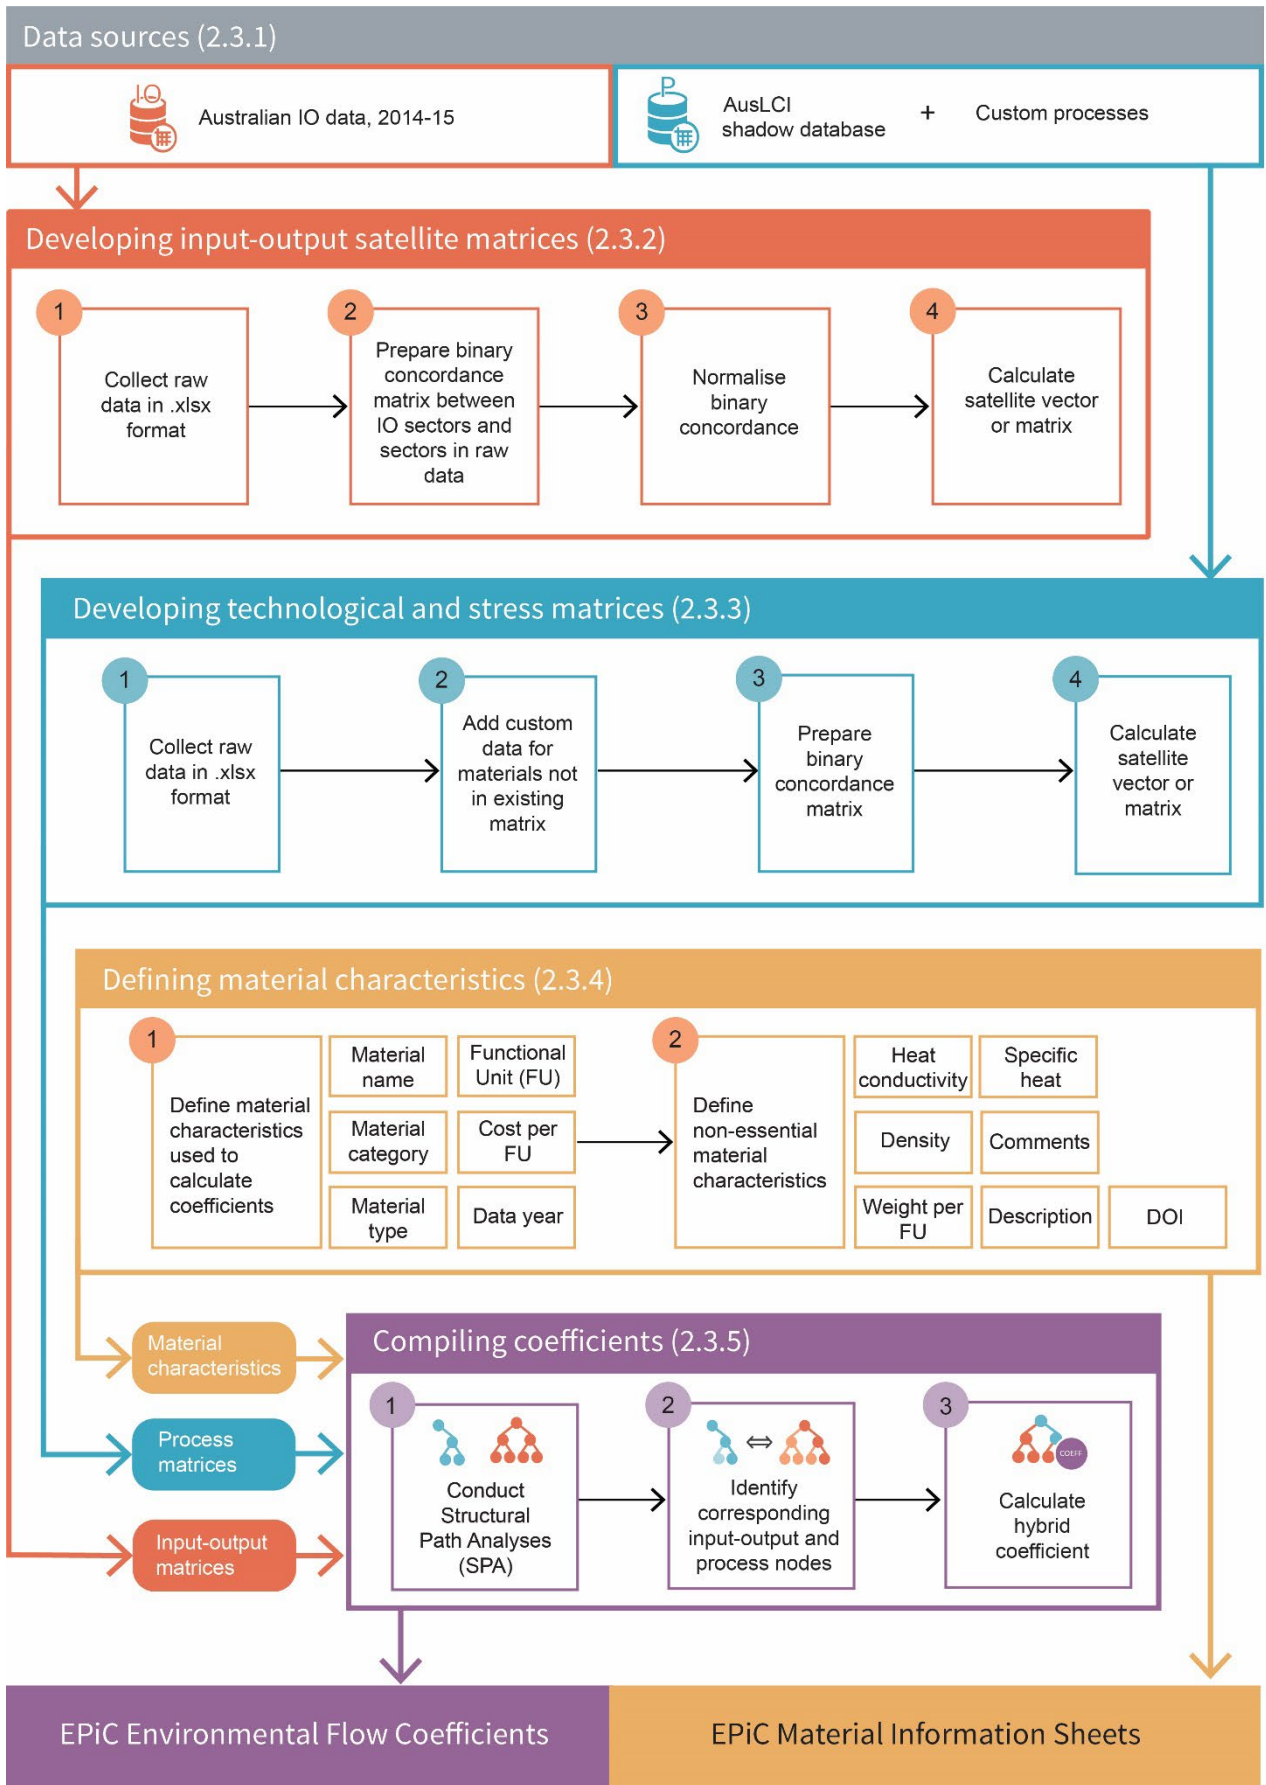 Data sources (2.3.1)
IO
Australian IO data, 2014-15
P
AusLCI
shadow database
+
Custom processes
Developing input-output satellite matrices (2.3.2)
1
Collect raw
data in .xlsx
format
2
Prepare binary
concordance
matrix between
IO sectors and
sectors in raw
data
3
Normalise
binary
concordance
4
Calculate
satellite vector
or matrix
Developing technological and stress matrices (2.3.3)
1
Collect raw
data in .xlsx
format
2
Add custom
data for
materials not
in existing
matrix
3
Prepare
binary
concordance
matrix
4
Calculate
satellite
vector or
matrix
Defining material characteristics (2.3.4)
1
Define material
characteristics
used to
calculate
coefficients
Material
name
Functional
Unit (FU)
Material
category
Cost per
FU
Material
type
Data year
2
Define
non-essential
material
characteristics
Heat
conductivity
Specific
heat
Density
Comments
Weight per
FU
Description
DOI
Material
characteristics
Process
matrices
Input-output
matrices
Compiling coefficients (2.3.5)
1
Conduct
Structural
Path Analyses
(SPA)
2
Identify
corresponding
input-output and
process nodes
3
COEFF
Calculate
hybrid
coefficient
EPiC Environmental Flow Coefficients
EPiC Material Information Sheets